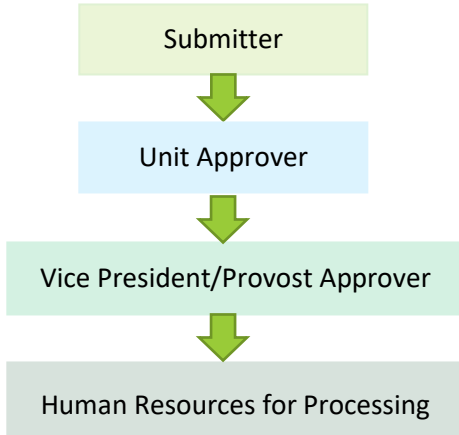 Submitter
Unit Approver
Vice President/Provost Approver
Human Resources for Processing